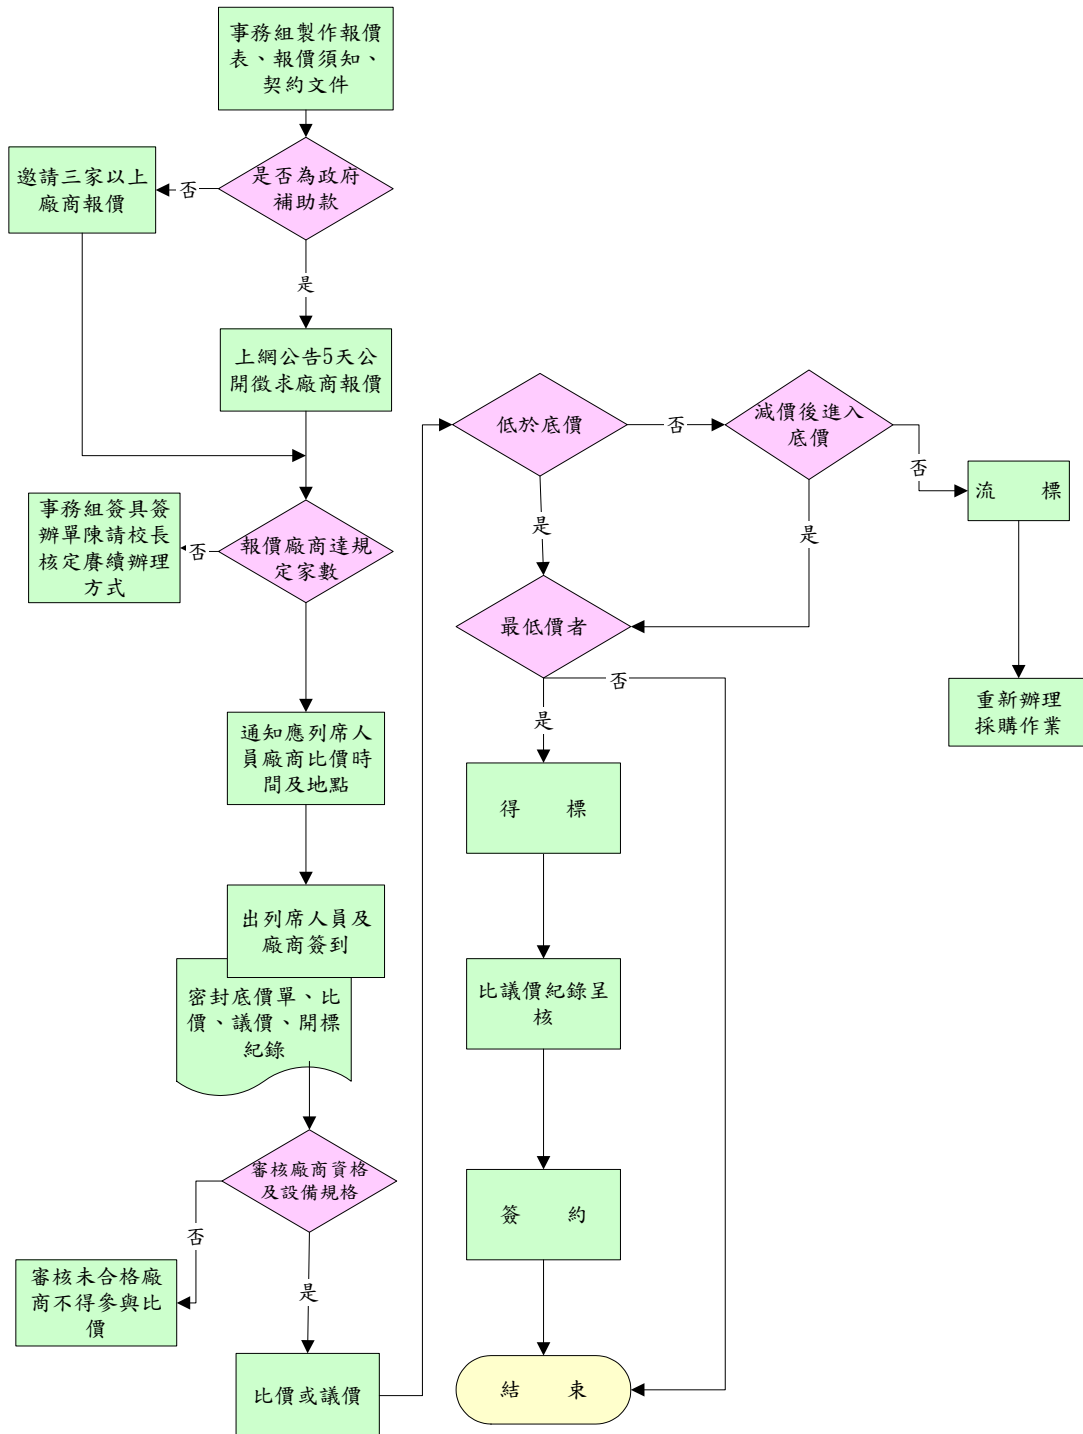 事務組製作報價
表、報價須知、
契約文件
是否為政府
補助款
否
邀請三家以上
廠商報價
是
上網公告5天公
開徵求廠商報價
報價廠商達規
定家數
否
事務組簽具簽
辦單陳請校長
核定賡續辦理
方式
通知應列席人
員廠商比價時
間及地點
出列席人員及
廠商簽到
密封底價單、比
價、議價、開標
紀錄
審核廠商資格
及設備規格
否
審核未合格廠
商不得參與比
價
是
比價或議價
低於底價
否
減價後進入
底價
否
流 標
重新辦理
採購作業
是
是
最低價者
否
是
得 標
比議價紀錄呈
核
簽 約
結 束